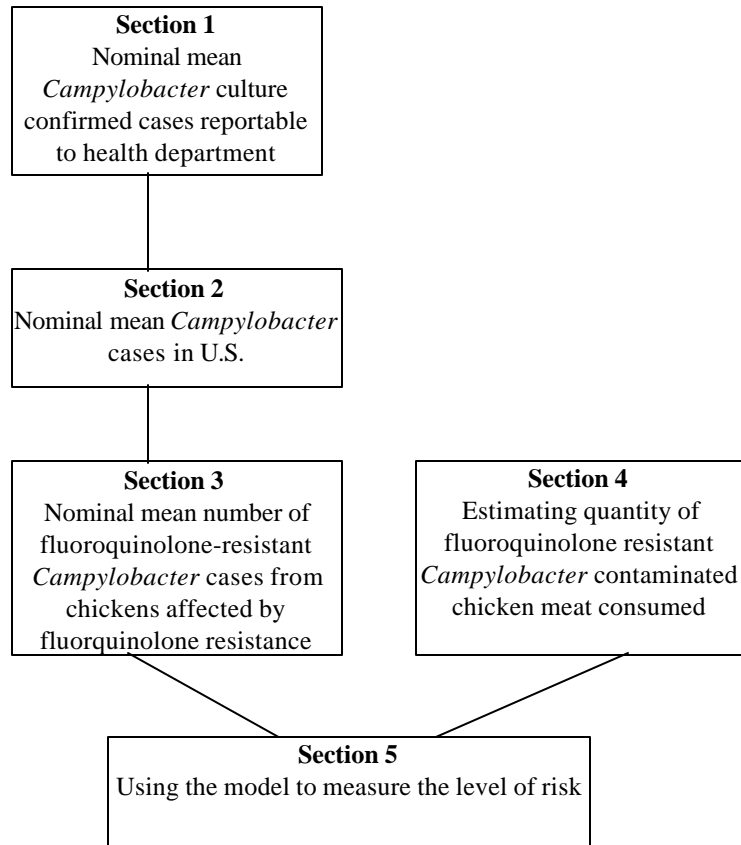 Section 1
Nominal mean
Campylobacter culture
confirmed cases reportable
to health department
Section 2
Nominal mean Campylobacter
cases in U.S.
Section 3
Nominal mean number of
fluoroquinolone-resistant
Campylobacter cases from
chickens affected by
fluorquinolone resistance
Section 4
Estimating quantity of
fluoroquinolone resistant
Campylobacter contaminated
chicken meat consumed
Section 5
Using the model to measure the level of risk